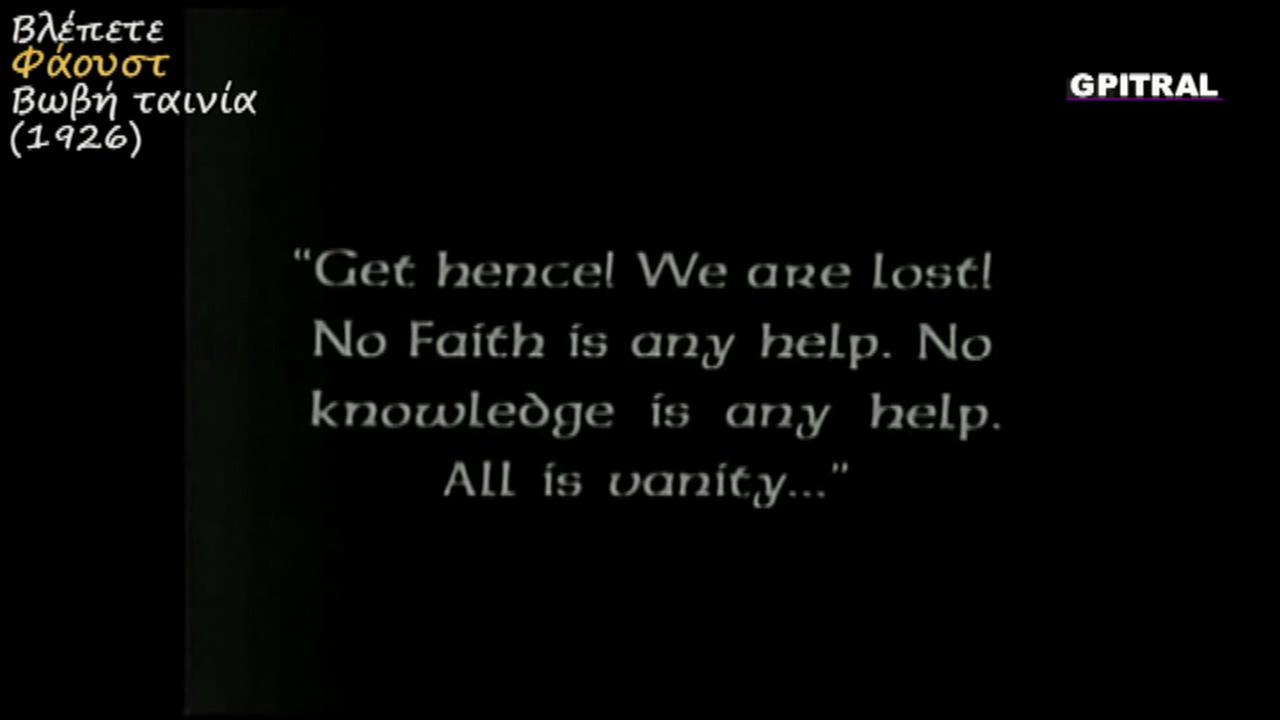 Βλέπετε
Φάουστ
Βωβή ταινία
(1926)
GPITRAL
“Get hence! We are lost!
No Faith is any help. No
knowledge is any help.
All is vanity...”